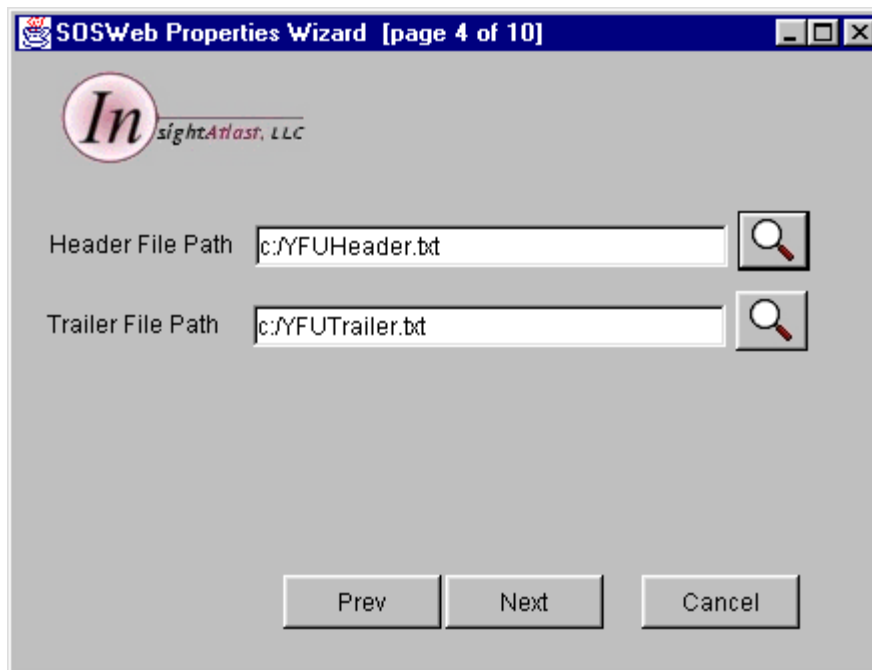 SOSWeb Properties Wizard [page 4 of 10]
InsightAtlast, LLC
Header File Path c:/YFUHeader.txt
Trailer File Path c:/YFUTrailer.txt
Prev Next Cancel